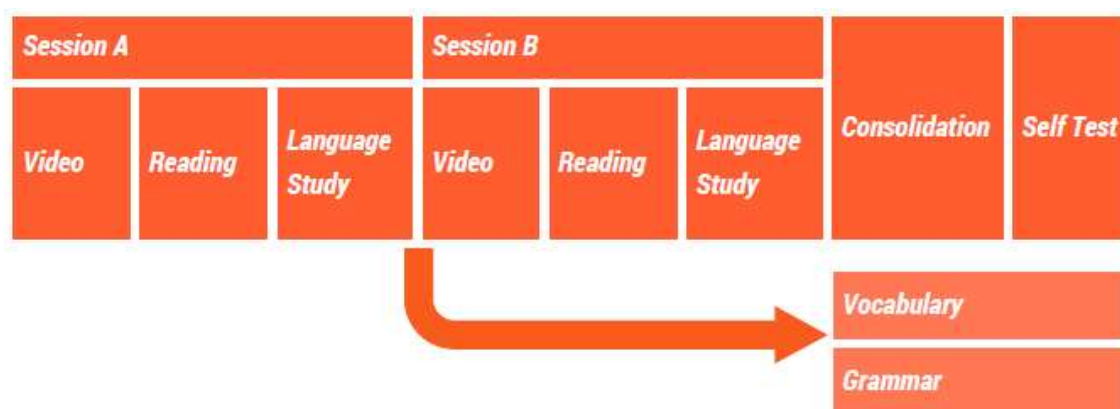 Session A
Session B
Video
Reading
Language
Study
Video
Reading
Language
Study
Consolidation
Self Test
Vocabulary
Grammar